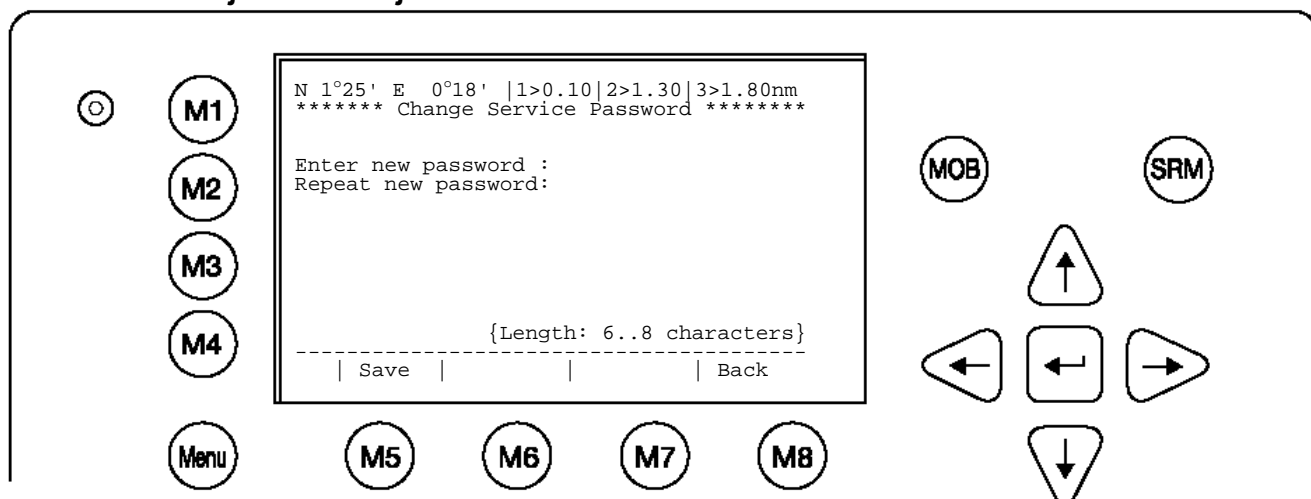 M1
N 1°25' E 0°18' |1>0.10|2>1.30|3>1.80nm
******* Change Service Password ********
MOB
SRM
M2
Enter new password :
Repeat new password:
M3
M4
{Length: 6..8 characters}
----------------------------------------
| Save | | | Back
Menu
M5
M6
M7
M8